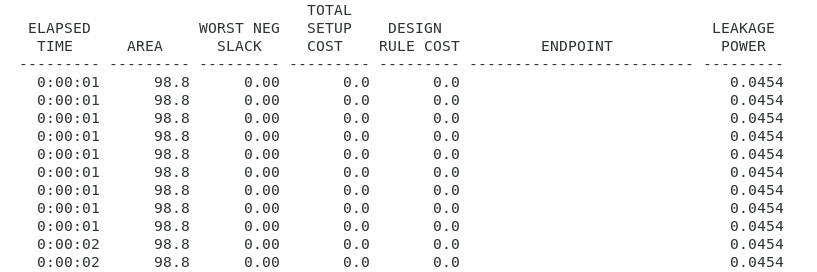 TOTAL
 ELAPSED            WORST NEG   SETUP    DESIGN                              LEAKAGE
  TIME      AREA      SLACK     COST    RULE COST         ENDPOINT            POWER
--------- --------- --------- --------- --------- ------------------------- ---------
  0:00:01      98.8      0.00       0.0       0.0                              0.0454
  0:00:01      98.8      0.00       0.0       0.0                              0.0454
  0:00:01      98.8      0.00       0.0       0.0                              0.0454
  0:00:01      98.8      0.00       0.0       0.0                              0.0454
  0:00:01      98.8      0.00       0.0       0.0                              0.0454
  0:00:01      98.8      0.00       0.0       0.0                              0.0454
  0:00:01      98.8      0.00       0.0       0.0                              0.0454
  0:00:01      98.8      0.00       0.0       0.0                              0.0454
  0:00:01      98.8      0.00       0.0       0.0                              0.0454
  0:00:02      98.8      0.00       0.0       0.0                              0.0454
  0:00:02      98.8      0.00       0.0       0.0                              0.0454